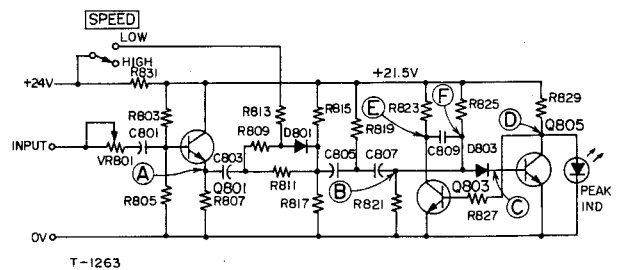 SPEED
LOW
HIGH
+24V
R831
+21.5V
R803
C801
INPUT
VR801
A
R805
C803
Q801
R807
R813
R809
D801
R811
R815
R817
R819
C805
C807
B
R821
E
R823
F
R825
C809
D803
Q803
R827
C
D
R829
Q805
PEAK
IND
0V
T-1263